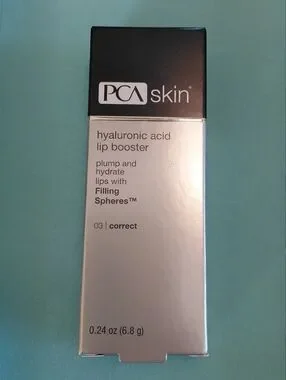 PCA skin®
hyaluronic acid
lip booster
plump and
hydrate
lips with
Filling
Spheres™
03 | correct
0.24 oz (6.8 g)